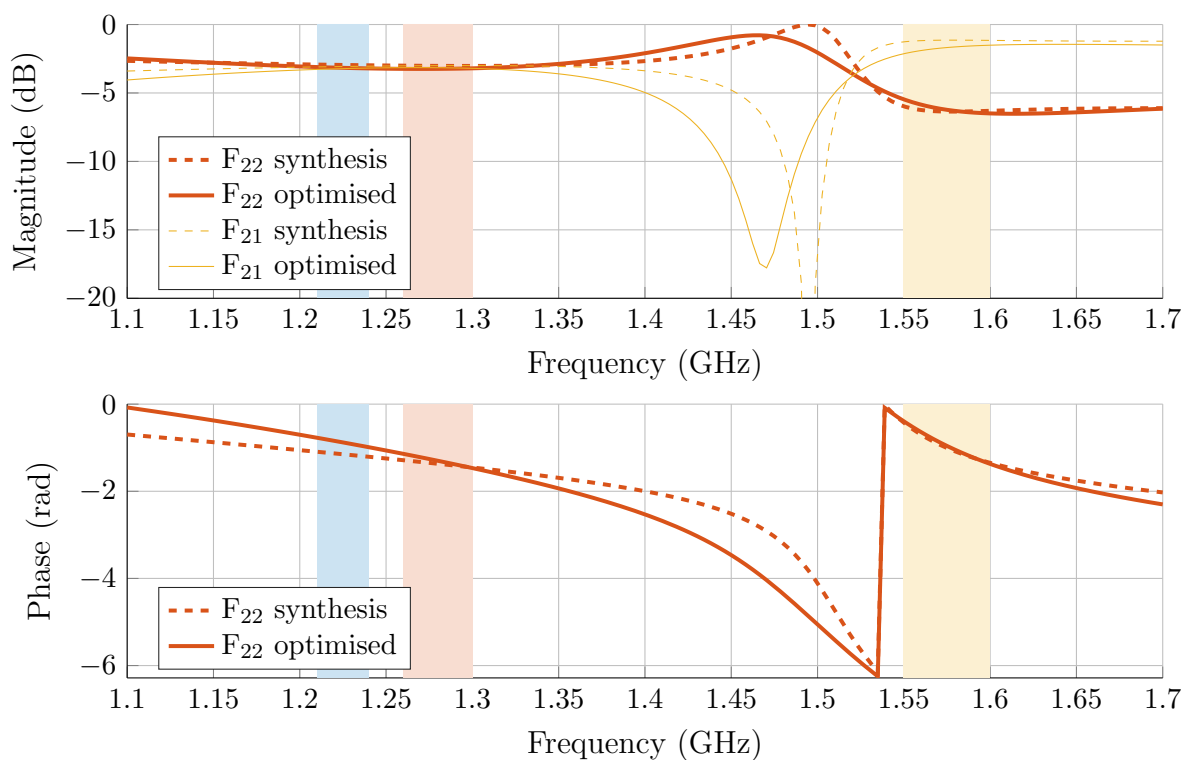 0
−5
−10
−15
−20
Magnitude (dB)
F₂₂ synthesis
F₂₂ optimised
F₂₁ synthesis
F₂₁ optimised
1.1 1.15 1.2 1.25 1.3 1.35 1.4 1.45 1.5 1.55 1.6 1.65 1.7
Frequency (GHz)
0
−2
−4
−6
Phase (rad)
F₂₂ synthesis
F₂₂ optimised
1.1 1.15 1.2 1.25 1.3 1.35 1.4 1.45 1.5 1.55 1.6 1.65 1.7
Frequency (GHz)